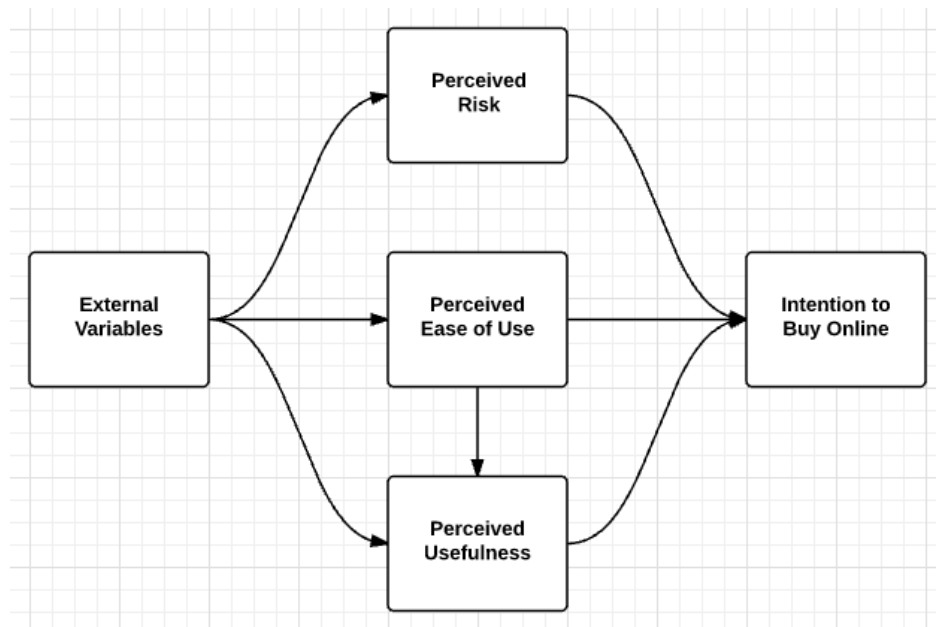 Perceived
Risk
External
Variables
Perceived
Ease of Use
Intention to
Buy Online
Perceived
Usefulness